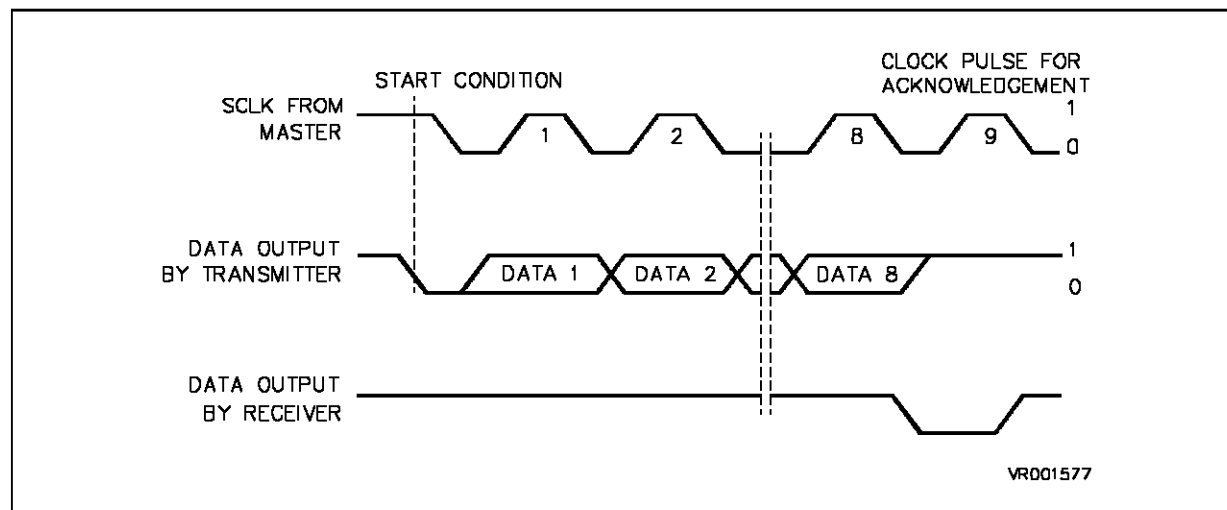 START CONDITION
CLOCK PULSE FOR
ACKNOWLEDGEMENT
SCLK FROM
MASTER
1
2
8
9
1
0
DATA OUTPUT
BY TRANSMITTER
DATA 1
DATA 2
DATA 8
1
0
DATA OUTPUT
BY RECEIVER
VR001577